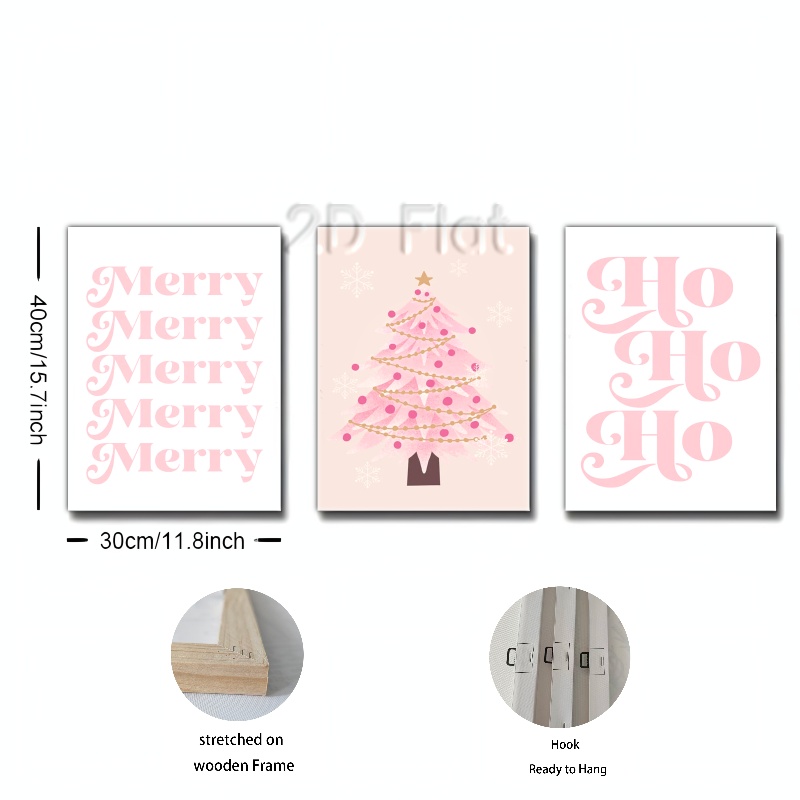 2D Flat
Merry
Merry
Merry
Merry
Merry
Ho
Ho
Ho
40cm/15.7inch
30cm/11.8inch
stretched on
wooden Frame
Hook
Ready to Hang